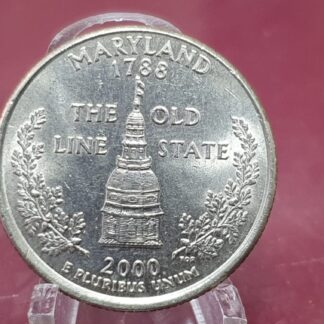 MARYLAND
1788
THE OLD
LINE STATE
2000
E PLURIBUS UNUM